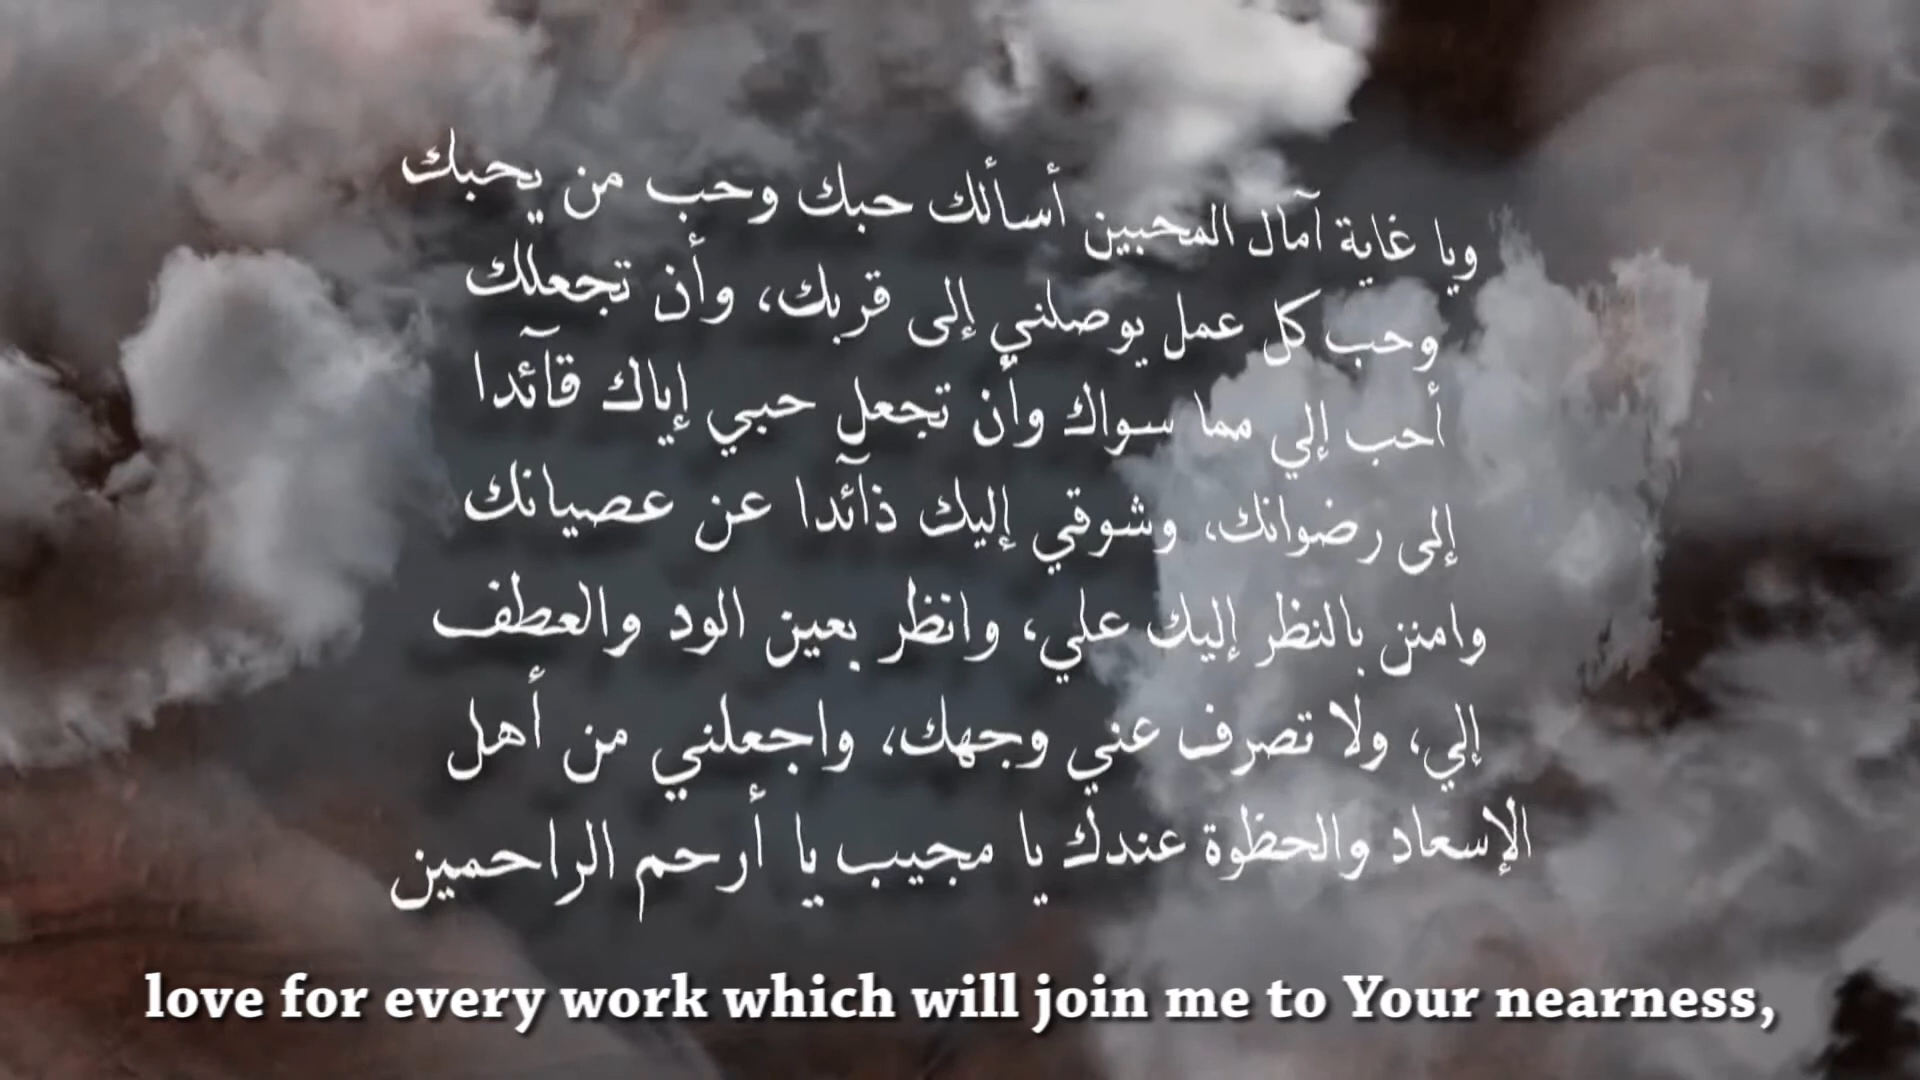 ويا غاية آمال المحبين أسألك حبك وحب من يحبك
وحب كل عمل يوصلني إلى قربك، وأن تجعلك
أحب إلي مما سواك وأن تجعل حبي إياك قآئدا
إلى رضوانك، وشوقي إليك ذآئدا عن عصيانك
وامنن بالنظر إليك علي، وانظر بعين الود والعطف
إلي، ولا تصرف عني وجهك، واجعلني من أهل
الإسعاد والحظوة عندك يا مجيب يا أرحم الراحمين
love for every work which will join me to Your nearness,